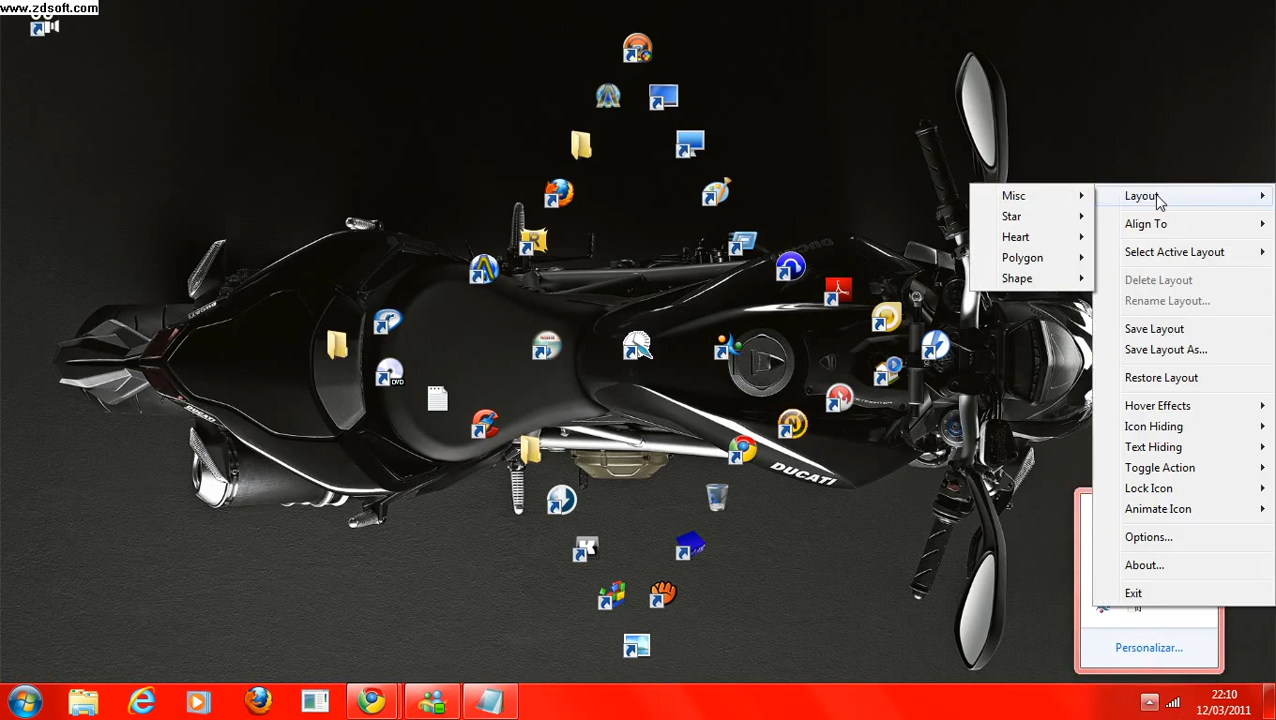 www.zdsoft.com
Misc
Star
Heart
Polygon
Shape
Layout
Align To
Select Active Layout
Delete Layout
Rename Layout...
Save Layout
Save Layout As...
Restore Layout
Hover Effects
Icon Hiding
Text Hiding
Toggle Action
Lock Icon
Animate Icon
Options...
About...
Exit
Personalizar...
DUCATI
DUCATI
DVD
22:10
12/03/2011